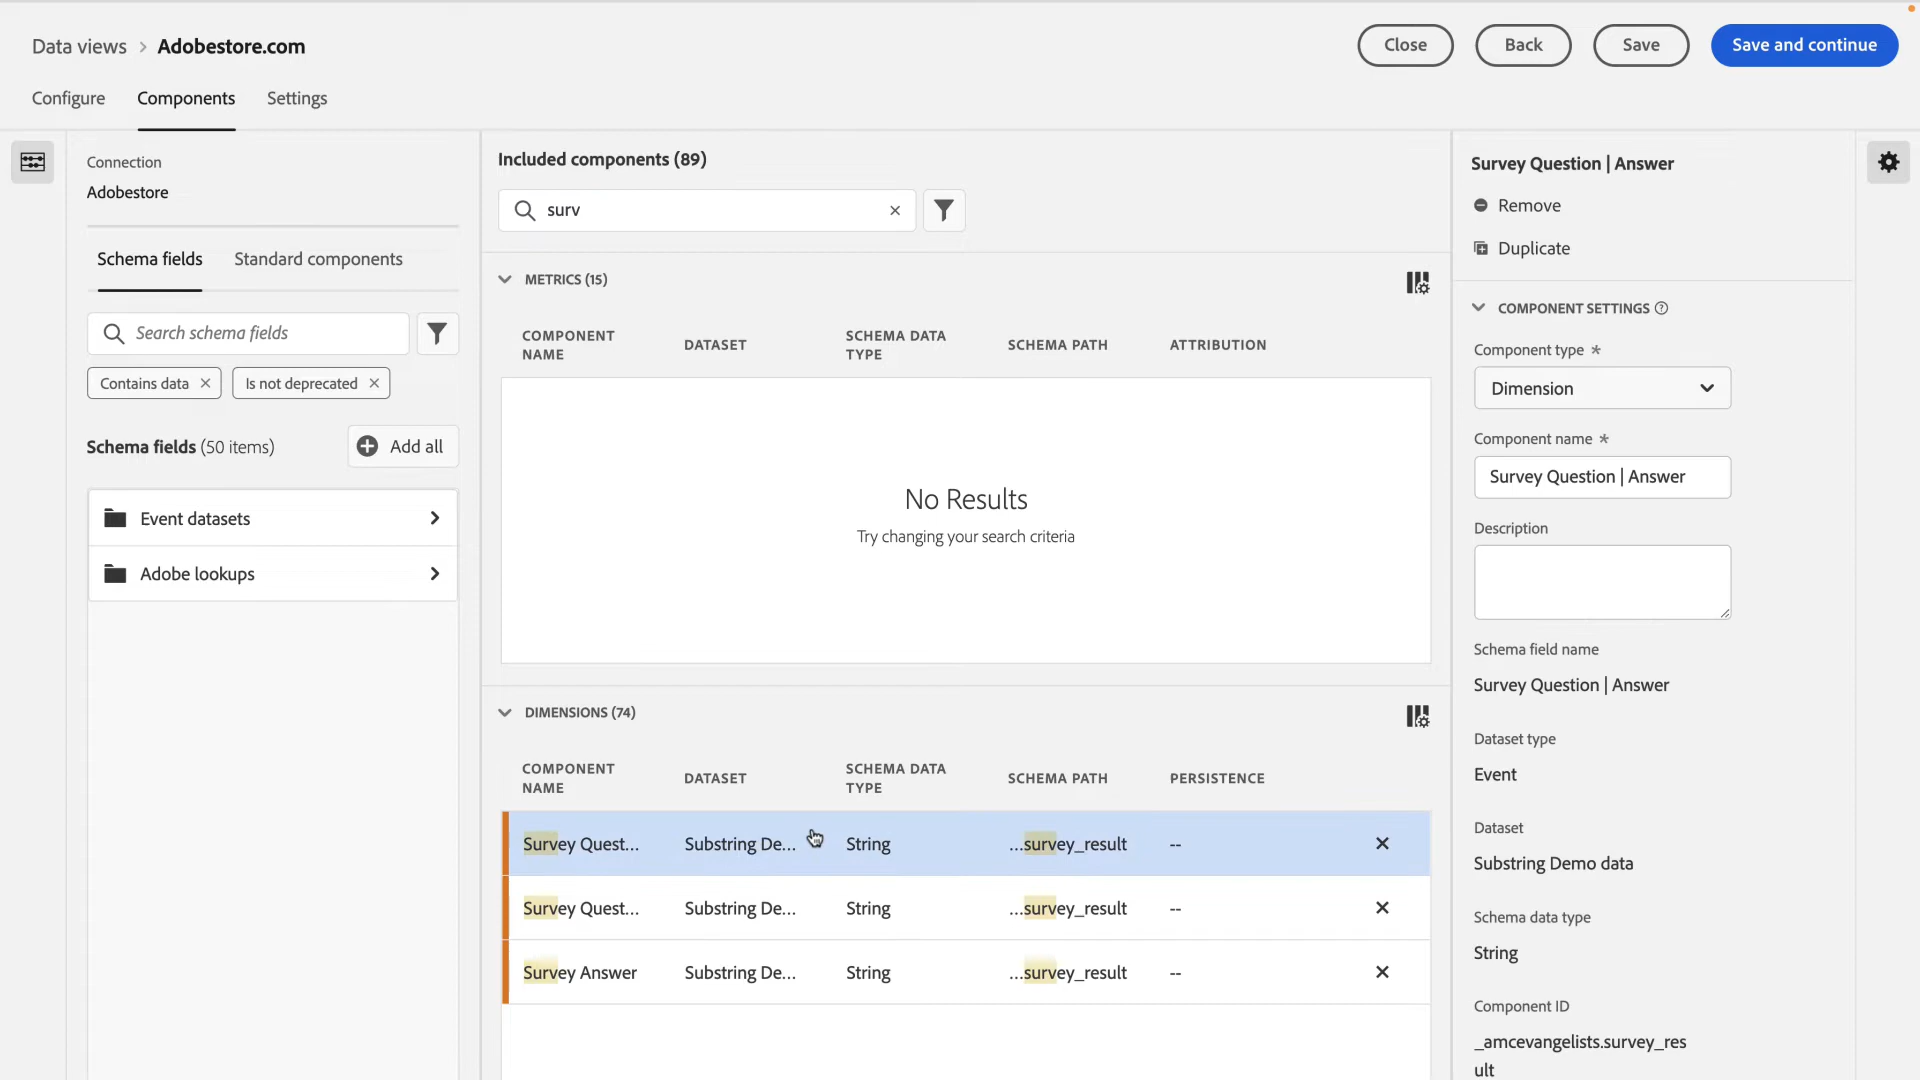 Data views > Adobestore.com
Close
Back
Save
Save and continue
Configure
Components
Settings
Connection
Adobestore
Schema fields
Standard components
Search schema fields
Contains data ×
Is not deprecated ×
Schema fields (50 items)
Add all
Event datasets
Adobe lookups
Included components (89)
surv
METRICS (15)
COMPONENT NAME
DATASET
SCHEMA DATA TYPE
SCHEMA PATH
ATTRIBUTION
No Results
Try changing your search criteria
DIMENSIONS (74)
COMPONENT NAME
DATASET
SCHEMA DATA TYPE
SCHEMA PATH
PERSISTENCE
Survey Quest... Substring De... String ...survey_result --
Survey Quest... Substring De... String ...survey_result --
Survey Answer Substring De... String ...survey_result --
Survey Question | Answer
Remove
Duplicate
COMPONENT SETTINGS
Component type *
Dimension
Component name *
Survey Question | Answer
Description
Schema field name
Survey Question | Answer
Dataset type
Event
Dataset
Substring Demo data
Schema data type
String
Component ID
_amcevangelists.survey_res
ult